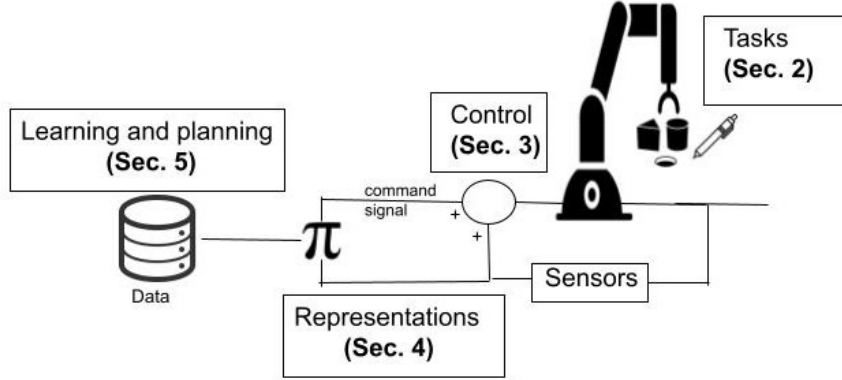 Tasks
(Sec. 2)
Control
(Sec. 3)
Learning and planning
(Sec. 5)
command
signal
+
+
π
Sensors
Data
Representations
(Sec. 4)